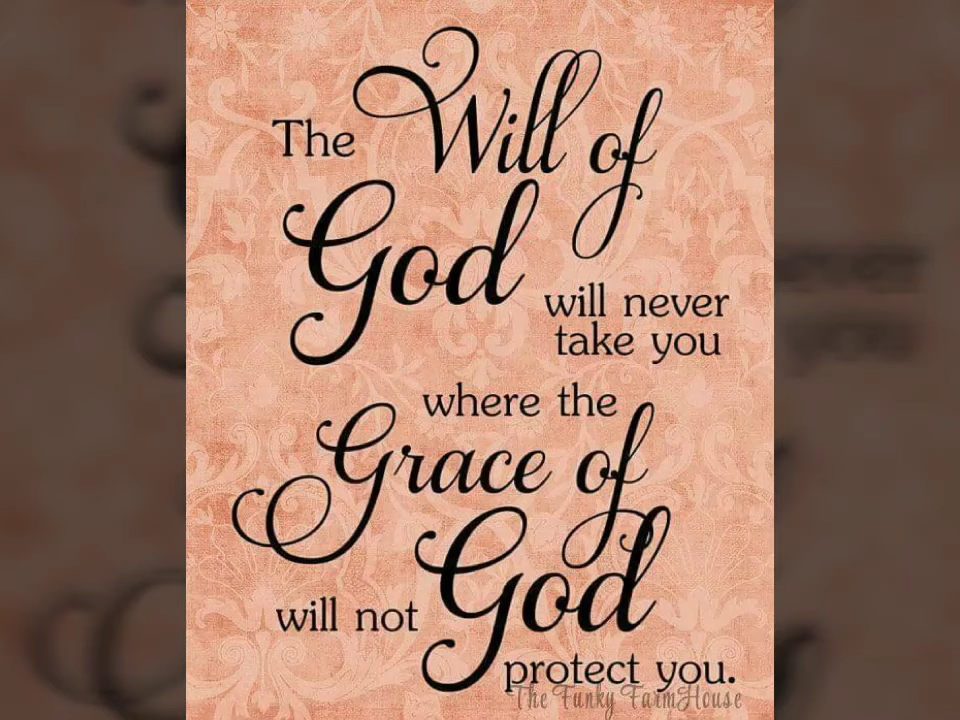 The Will of
God
will never
take you
where the
Grace of
God
will not
protect you.
The Funky FarmHouse